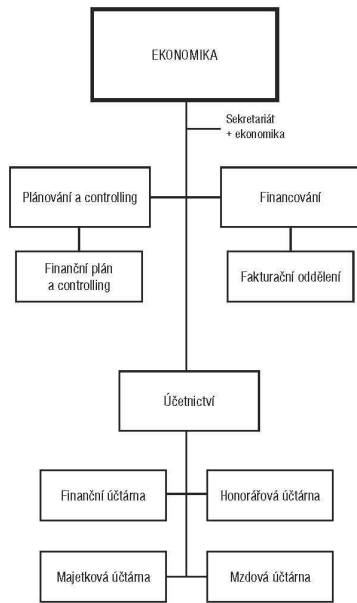 EKONOMIKA
Sekretariát
+ ekonomika
Plánování a controlling
Financování
Finanční plán
a controlling
Fakturační oddělení
Účetnictví
Finanční účtárna
Honorářová účtárna
Majetková účtárna
Mzdová účtárna